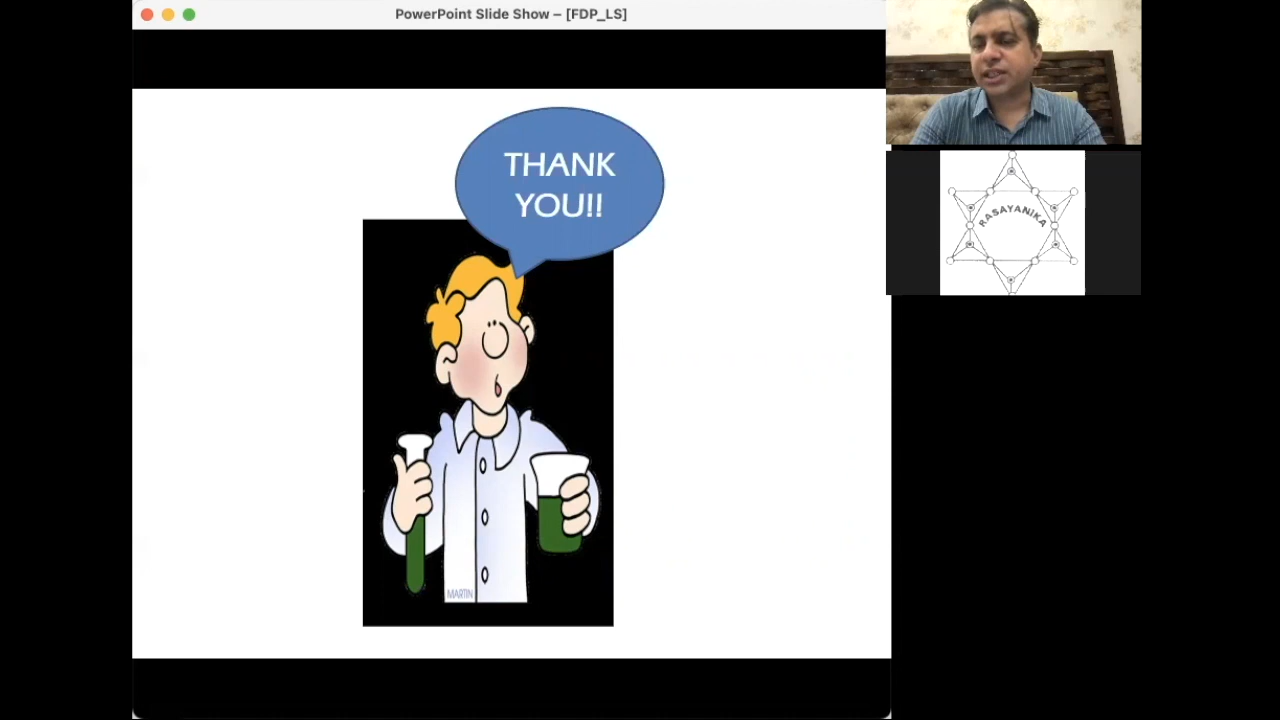 PowerPoint Slide Show – [FDP_LS]
THANK
YOU!!
MARTIN
RASAYANIKA